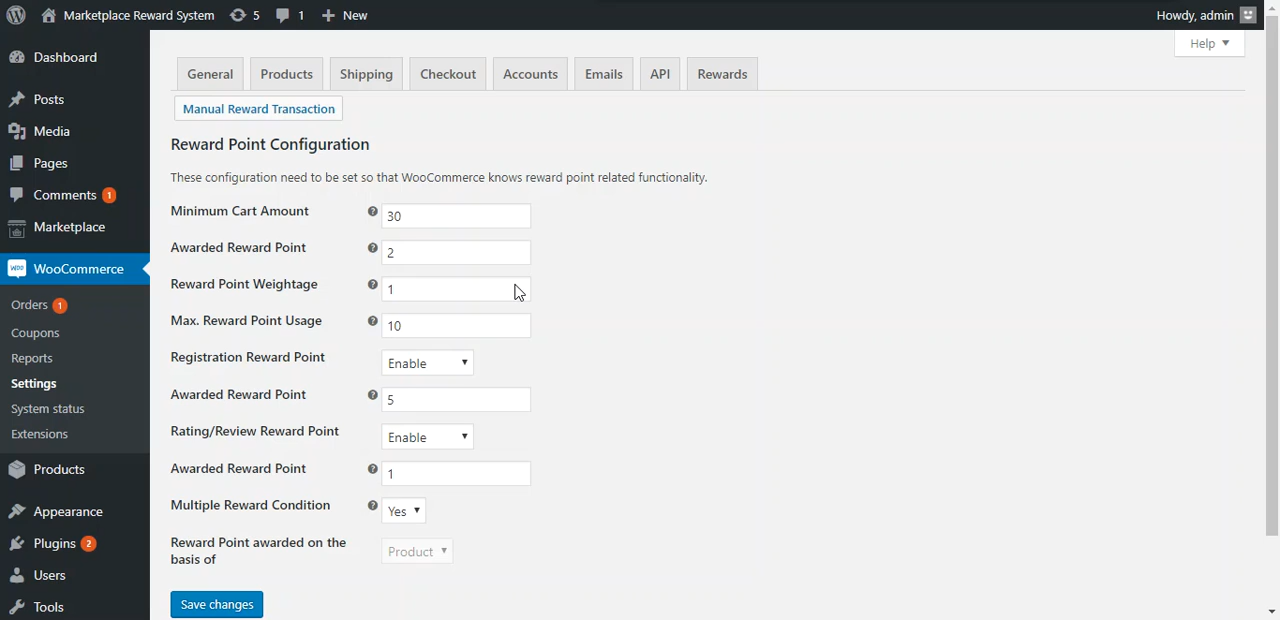 Marketplace Reward System 5 1 New Howdy, admin
Help
Dashboard
Posts
Media
Pages
Comments 1
Marketplace
WooCommerce
Orders 1
Coupons
Reports
Settings
System status
Extensions
Products
Appearance
Plugins 2
Users
Tools
General Products Shipping Checkout Accounts Emails API Rewards
Manual Reward Transaction
Reward Point Configuration
These configuration need to be set so that WooCommerce knows reward point related functionality.
Minimum Cart Amount 30
Awarded Reward Point 2
Reward Point Weightage 1
Max. Reward Point Usage 10
Registration Reward Point Enable
Awarded Reward Point 5
Rating/Review Reward Point Enable
Awarded Reward Point 1
Multiple Reward Condition Yes
Reward Point awarded on the
basis of Product
Save changes